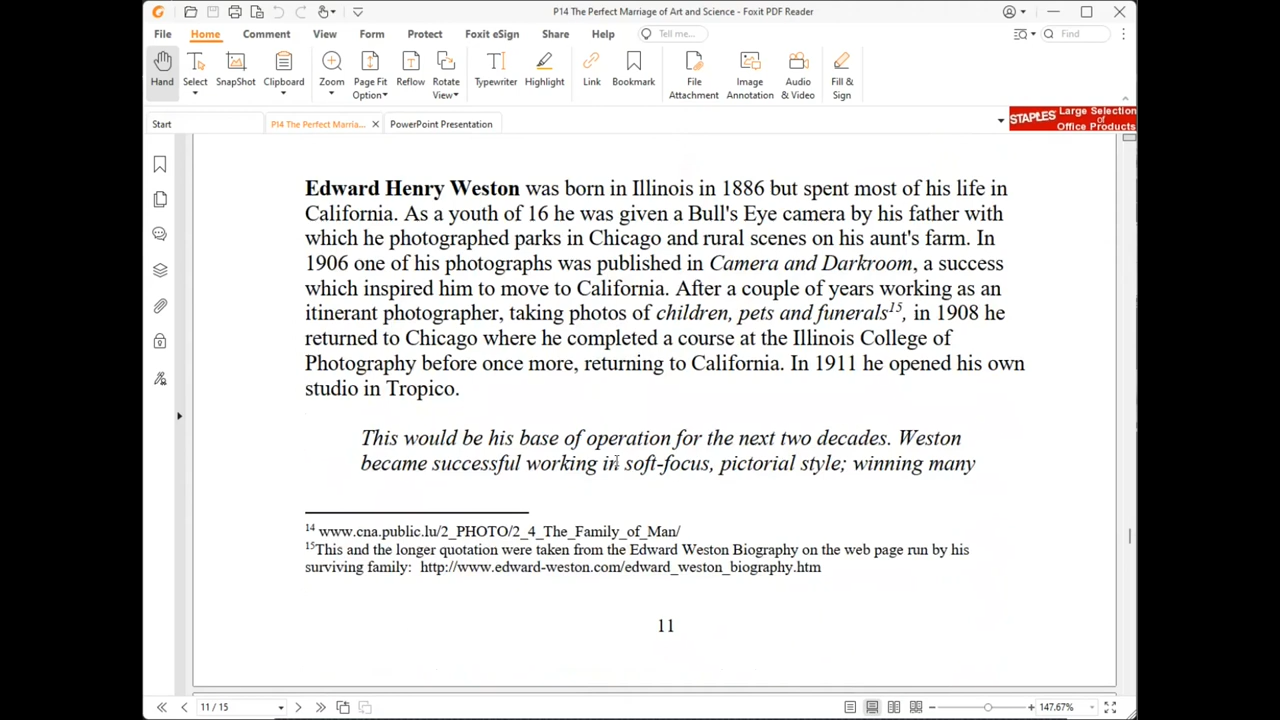 P14 The Perfect Marriage of Art and Science - Foxit PDF Reader
File Home Comment View Form Protect Foxit eSign Share Help Tell me... Find
Hand Select SnapShot Clipboard Zoom Page Fit Option Reflow Rotate View Typewriter Highlight Link Bookmark File Attachment Image Annotation Audio & Video Fill & Sign
Start P14 The Perfect Marria... PowerPoint Presentation STAPLES Large Selection of Office Products
Edward Henry Weston was born in Illinois in 1886 but spent most of his life in
California. As a youth of 16 he was given a Bull's Eye camera by his father with
which he photographed parks in Chicago and rural scenes on his aunt's farm. In
1906 one of his photographs was published in Camera and Darkroom, a success
which inspired him to move to California. After a couple of years working as an
itinerant photographer, taking photos of children, pets and funerals15, in 1908 he
returned to Chicago where he completed a course at the Illinois College of
Photography before once more, returning to California. In 1911 he opened his own
studio in Tropico.
This would be his base of operation for the next two decades. Weston
became successful working in soft-focus, pictorial style; winning many
14 www.cna.public.lu/2_PHOTO/2_4_The_Family_of_Man/
15This and the longer quotation were taken from the Edward Weston Biography on the web page run by his
surviving family: http://www.edward-weston.com/edward_weston_biography.htm
11
11 / 15 147.67%